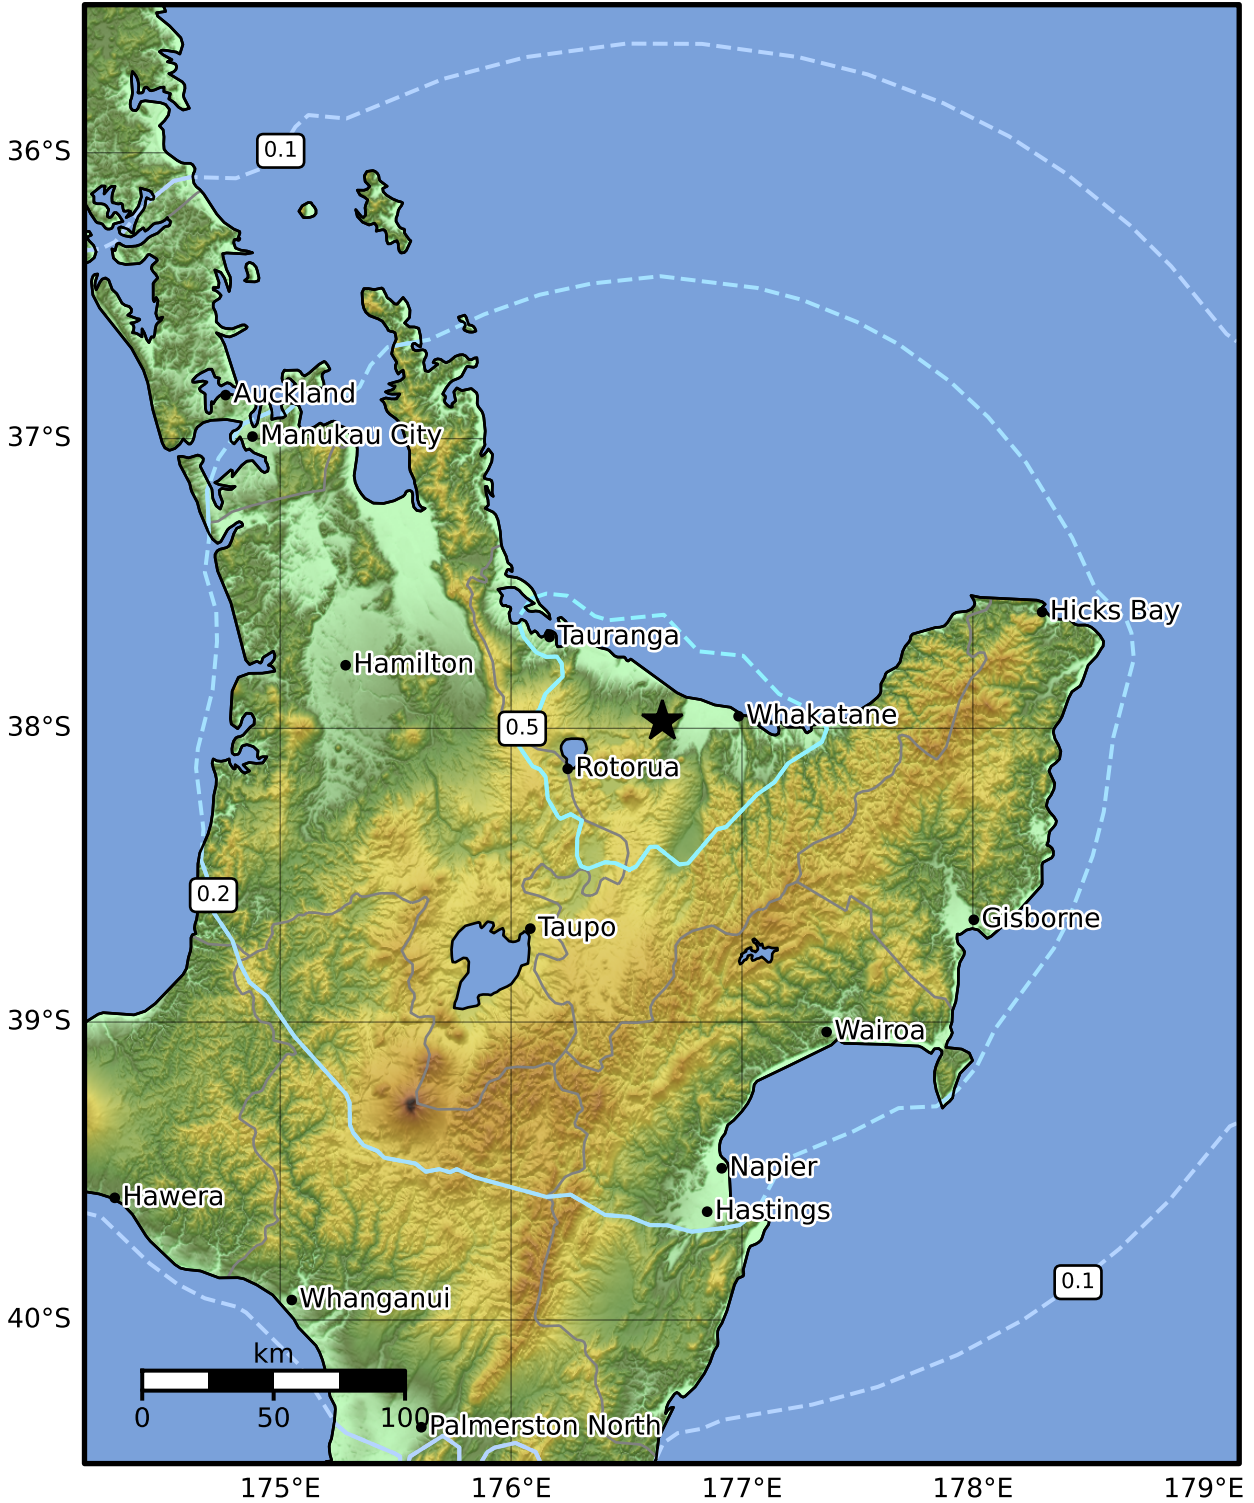 36°S
0.1
Auckland
37°S
Manukau City
Hicks Bay
Tauranga
Hamilton
38°S
0.5
Whakatane
Rotorua
0.2
Gisborne
Taupo
39°S
Wairoa
Napier
Hawera
Hastings
0.1
Whanganui
40°S
km
0 50 100
Palmerston North
175°E 176°E 177°E 178°E 179°E